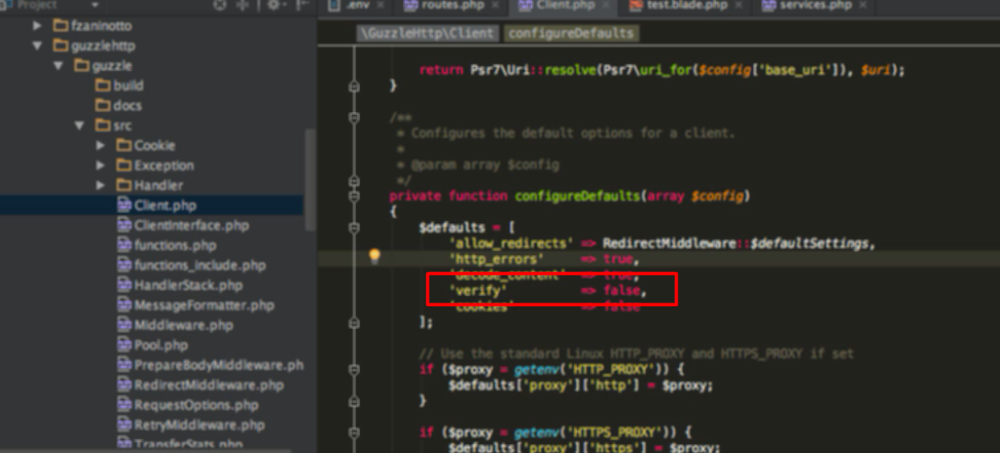 Project
.env
routes.php
Client.php
test.blade.php
services.php
fzaninotto
guzzlehttp
guzzle
build
docs
src
Cookie
Exception
Handler
Client.php
ClientInterface.php
functions.php
functions_include.php
HandlerStack.php
MessageFormatter.php
Middleware.php
Pool.php
PrepareBodyMiddleware.ph
RedirectMiddleware.php
RequestOptions.php
RetryMiddleware.php
TransferStats.php
\GuzzleHttp\Client configureDefaults
return Psr7\Uri::resolve(Psr7\uri_for($config['base_uri']), $uri);
}
/**
* Configures the default options for a client.
*
* @param array $config
*/
private function configureDefaults(array $config)
{
$defaults = [
'allow_redirects' => RedirectMiddleware::$defaultSettings,
'http_errors' => true,
'decode_content' => true,
'verify' => false,
'cookies' => false
];
// Use the standard Linux HTTP_PROXY and HTTPS_PROXY if set
if ($proxy = getenv('HTTP_PROXY')) {
$defaults['proxy']['http'] = $proxy;
}
if ($proxy = getenv('HTTPS_PROXY')) {
$defaults['proxy']['https'] = $proxy;